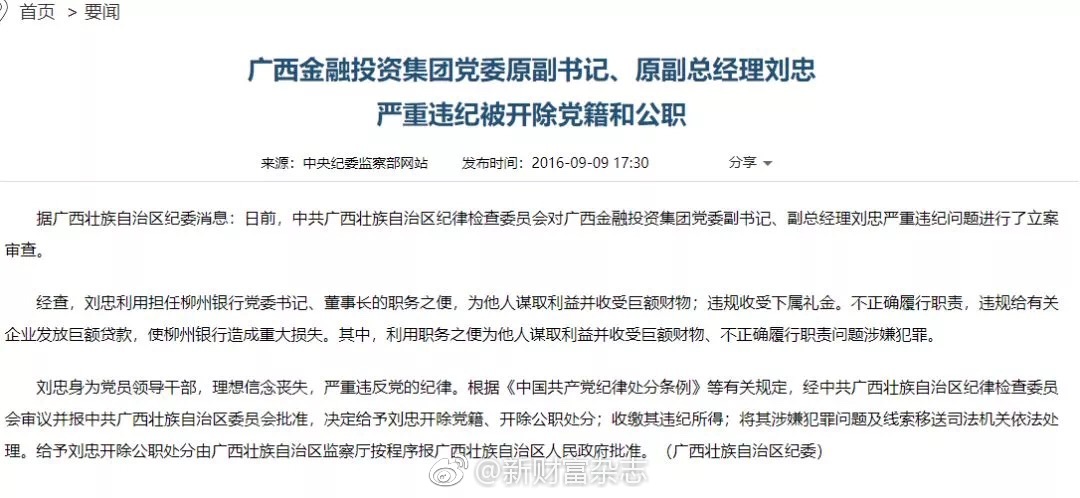 首页 > 要闻
广西金融投资集团党委原副书记、原副总经理刘忠
严重违纪被开除党籍和公职
来源：中央纪委监察部网站 发布时间：2016-09-09 17:30 分享
据广西壮族自治区纪委消息：日前，中共广西壮族自治区纪律检查委员会对广西金融投资集团党委副书记、副总经理刘忠严重违纪问题进行了立案
审查。
经查，刘忠利用担任柳州银行党委书记、董事长的职务之便，为他人谋取利益并收受巨额财物；违规收受下属礼金。不正确履行职责，违规给有关
企业发放巨额贷款，使柳州银行造成重大损失。其中，利用职务之便为他人谋取利益并收受巨额财物、不正确履行职责问题涉嫌犯罪。
刘忠身为党员领导干部，理想信念丧失，严重违反党的纪律。根据《中国共产党纪律处分条例》等有关规定，经中共广西壮族自治区纪律检查委员
会审议并报中共广西壮族自治区委员会批准，决定给予刘忠开除党籍、开除公职处分；收缴其违纪所得；将其涉嫌犯罪问题及线索移送司法机关依法处
理。给予刘忠开除公职处分由广西壮族自治区监察厅按程序报广西壮族自治区人民政府批准。（广西壮族自治区纪委）
@新财富杂志